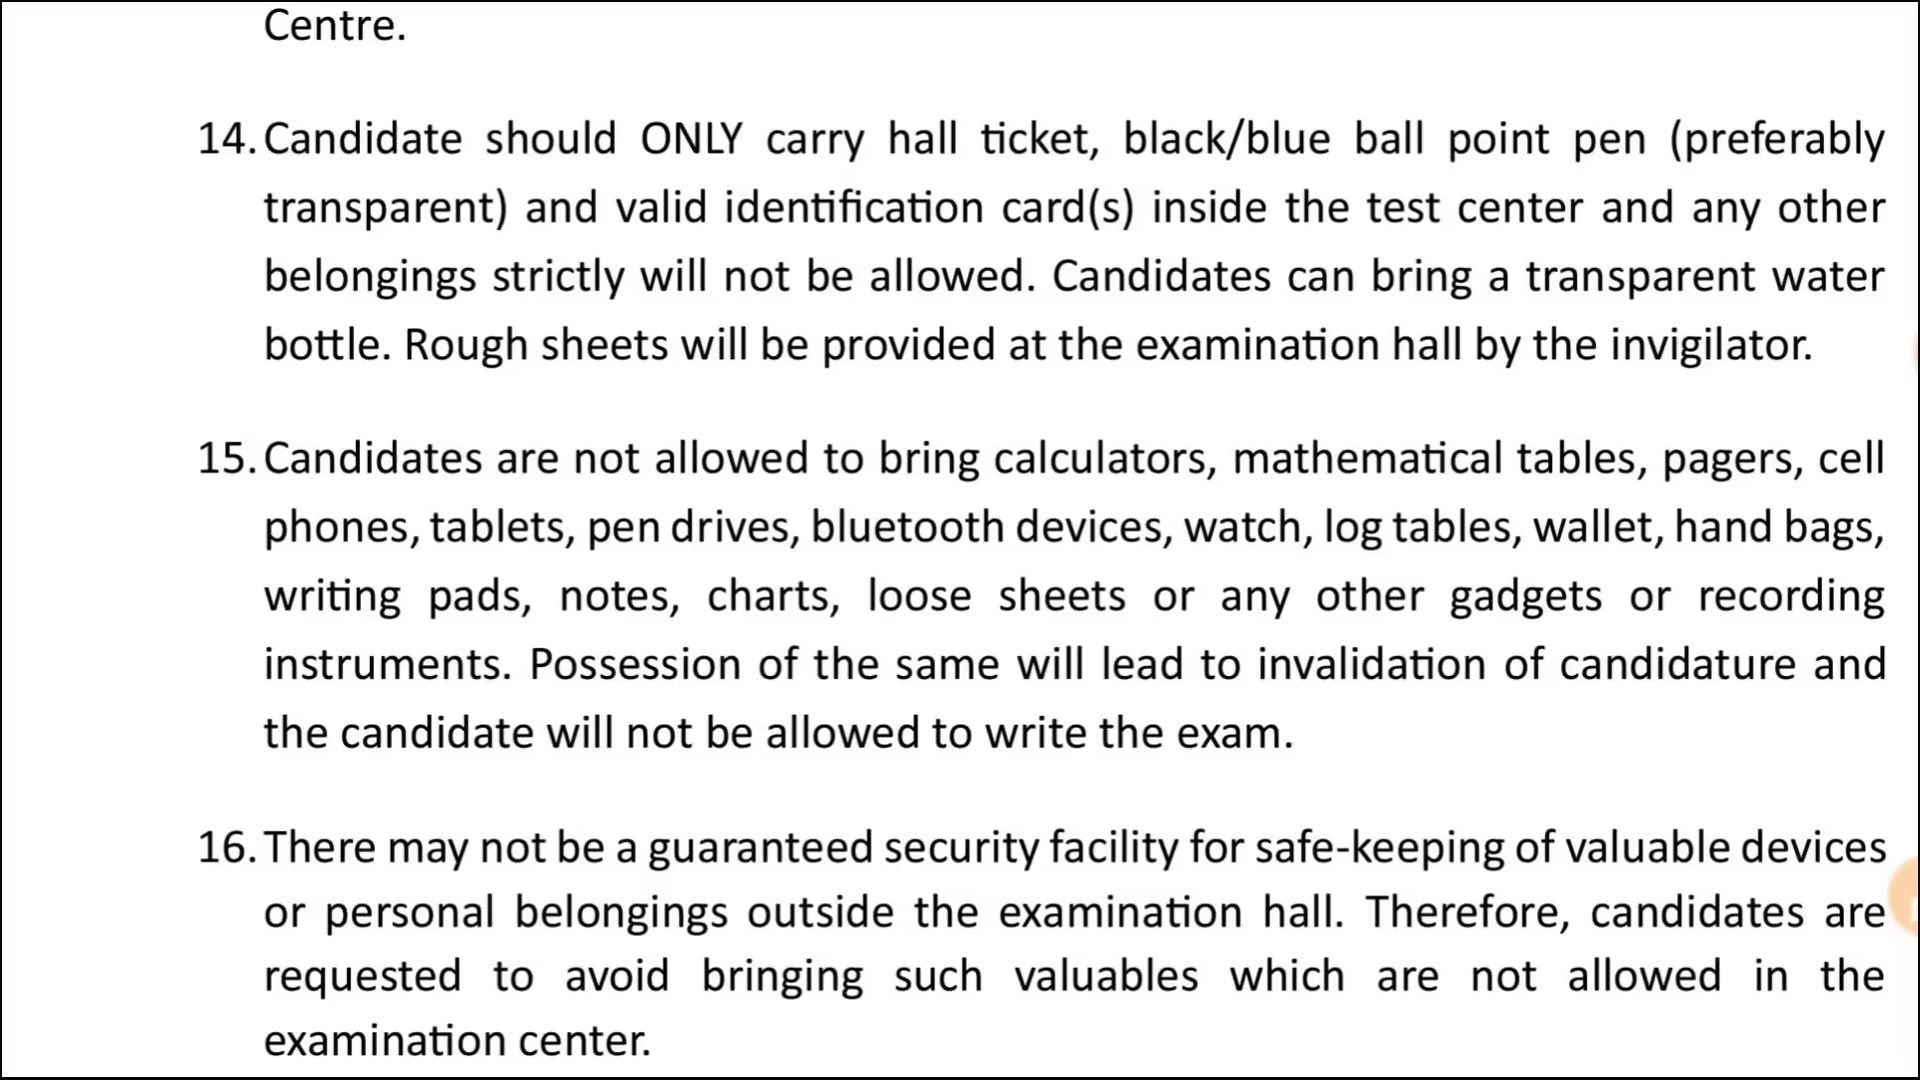 Centre.
14. Candidate should ONLY carry hall ticket, black/blue ball point pen (preferably
transparent) and valid identification card(s) inside the test center and any other
belongings strictly will not be allowed. Candidates can bring a transparent water
bottle. Rough sheets will be provided at the examination hall by the invigilator.
15. Candidates are not allowed to bring calculators, mathematical tables, pagers, cell
phones, tablets, pen drives, bluetooth devices, watch, log tables, wallet, hand bags,
writing pads, notes, charts, loose sheets or any other gadgets or recording
instruments. Possession of the same will lead to invalidation of candidature and
the candidate will not be allowed to write the exam.
16. There may not be a guaranteed security facility for safe-keeping of valuable devices
or personal belongings outside the examination hall. Therefore, candidates are
requested to avoid bringing such valuables which are not allowed in the
examination center.